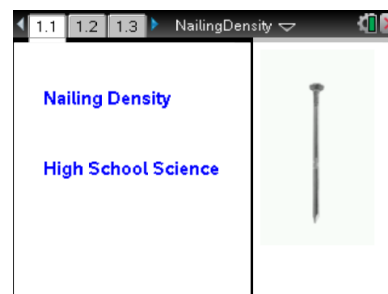 1.1 1.2 1.3 NailingDensity
Nailing Density
High School Science